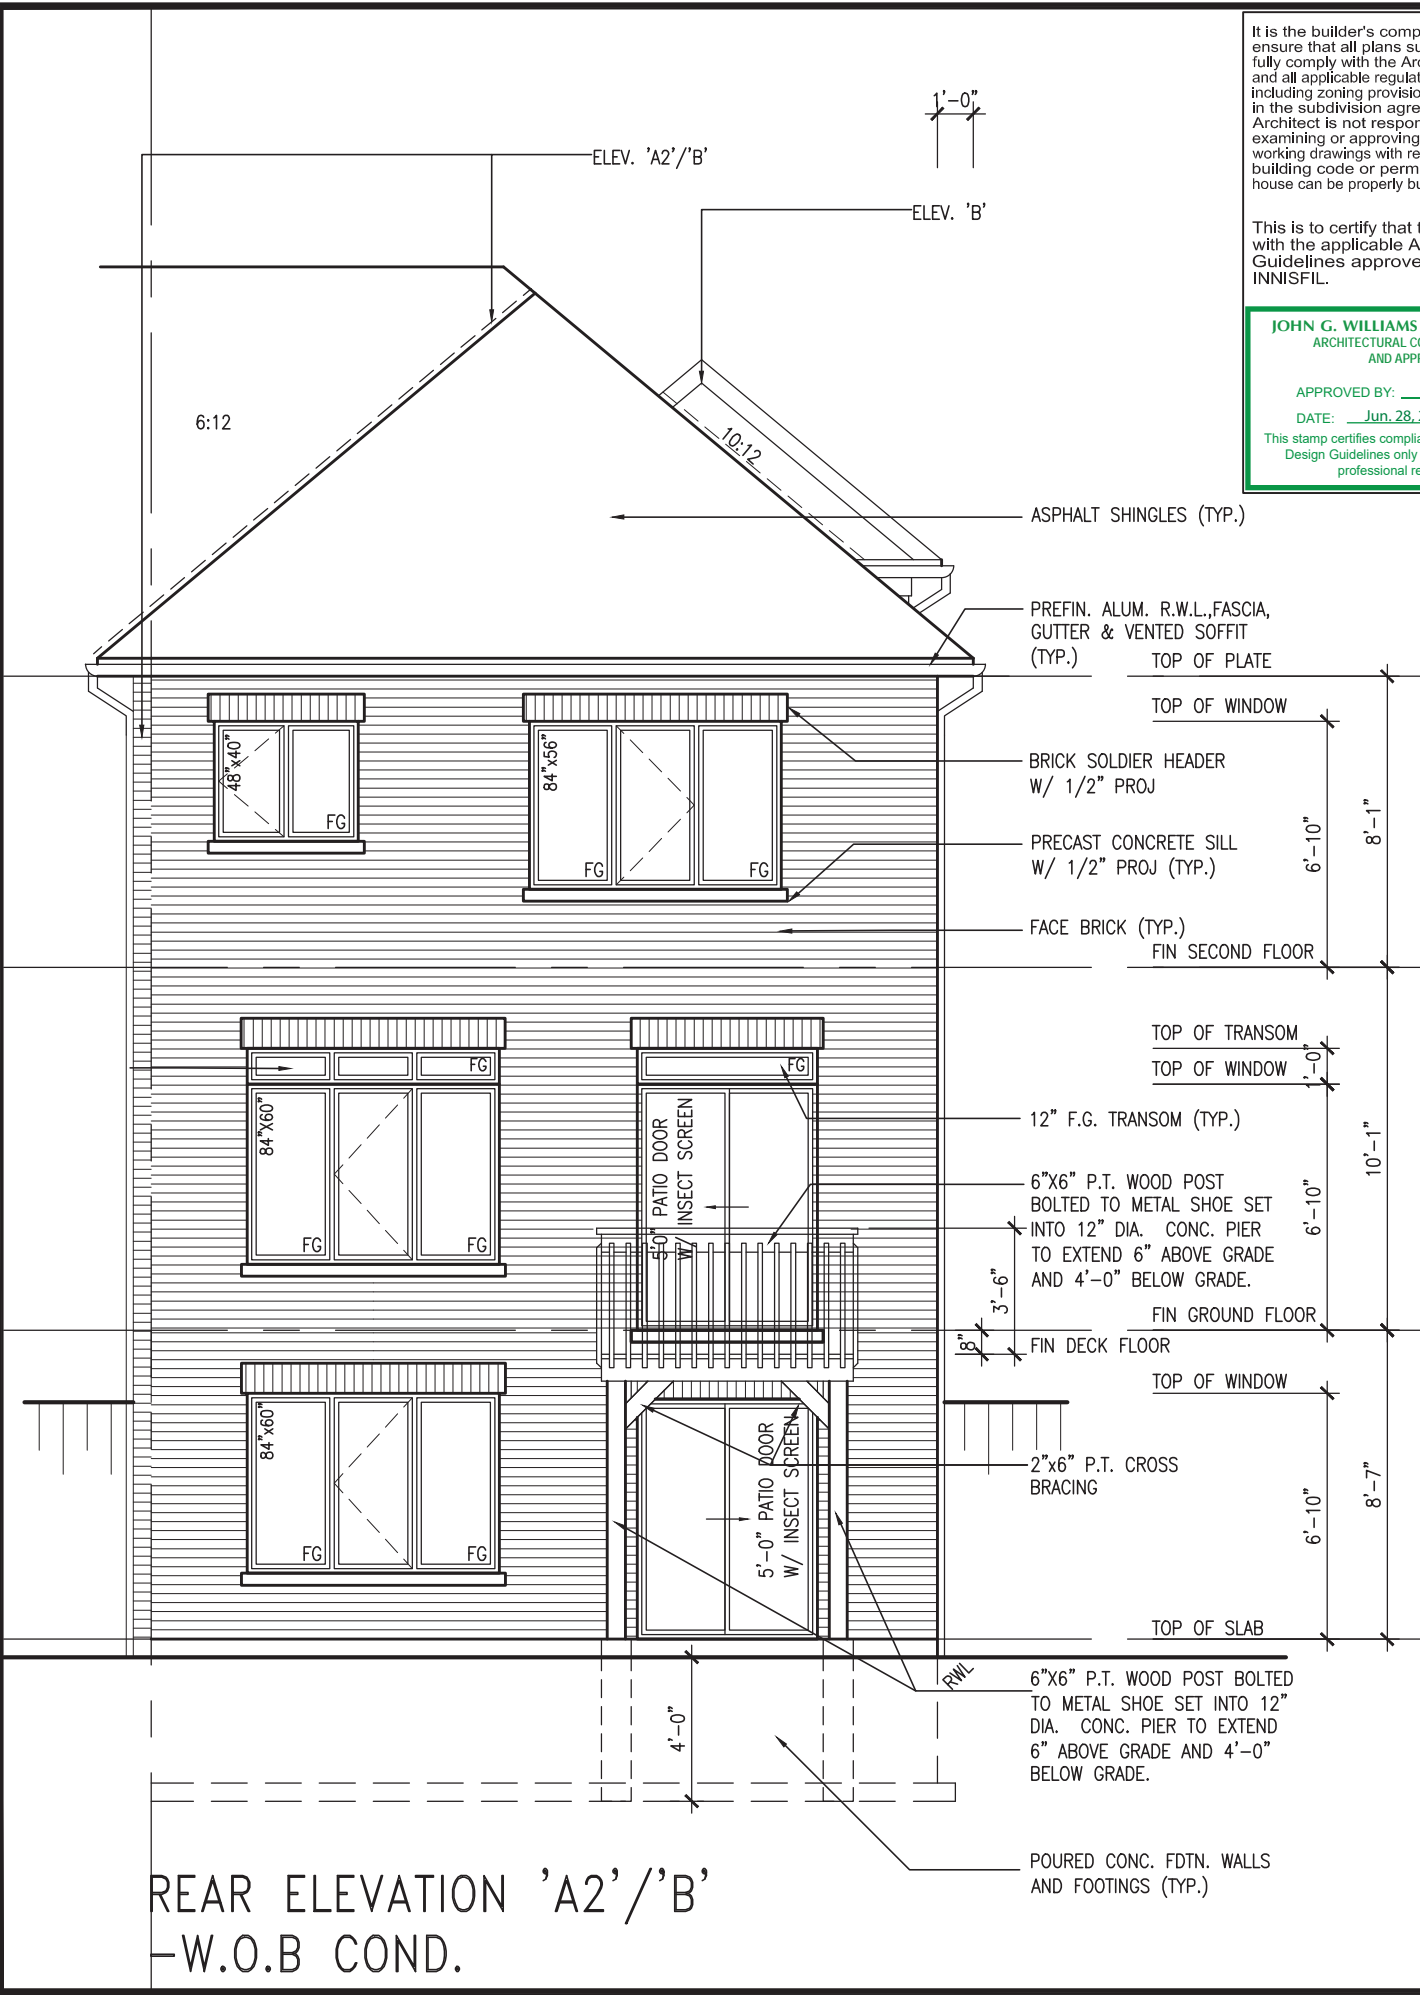 It is the builder's comp
ensure that all plans su
fully comply with the Arc
and all applicable regulat
including zoning provisio
in the subdivision agre
Architect is not respon
examining or approving
working drawings with re
building code or perm
house can be properly bu
This is to certify that t
with the applicable A
Guidelines approve
INNISFIL.
JOHN G. WILLIAMS
ARCHITECTURAL CO
AND APPR
APPROVED BY:
DATE: Jun. 28,
This stamp certifies complia
Design Guidelines only
professional re
1'-0"
ELEV. 'A2'/'B'
ELEV. 'B'
6:12
10:12
ASPHALT SHINGLES (TYP.)
PREFIN. ALUM. R.W.L.,FASCIA,
GUTTER & VENTED SOFFIT
(TYP.)
TOP OF PLATE
TOP OF WINDOW
48"x40"
FG
84"x56"
FG
FG
BRICK SOLDIER HEADER
W/ 1/2" PROJ
PRECAST CONCRETE SILL
W/ 1/2" PROJ (TYP.)
6'-10"
8'-1"
FACE BRICK (TYP.)
FIN SECOND FLOOR
TOP OF TRANSOM
TOP OF WINDOW
1'-0"
FG
FG
84"X60"
FG
FG
5'0" PATIO DOOR
W/ INSECT SCREEN
12" F.G. TRANSOM (TYP.)
6"X6" P.T. WOOD POST
BOLTED TO METAL SHOE SET
INTO 12" DIA. CONC. PIER
TO EXTEND 6" ABOVE GRADE
AND 4'-0" BELOW GRADE.
6'-10"
10'-1"
3'-6"
8"
FIN GROUND FLOOR
FIN DECK FLOOR
TOP OF WINDOW
84"x60"
FG
FG
5'-0" PATIO DOOR
W/ INSECT SCREEN
2"x6" P.T. CROSS
BRACING
6'-10"
8'-7"
TOP OF SLAB
RWL
4'-0"
6"X6" P.T. WOOD POST BOLTED
TO METAL SHOE SET INTO 12"
DIA. CONC. PIER TO EXTEND
6" ABOVE GRADE AND 4'-0"
BELOW GRADE.
POURED CONC. FDTN. WALLS
AND FOOTINGS (TYP.)
REAR ELEVATION 'A2'/'B'
-W.O.B COND.